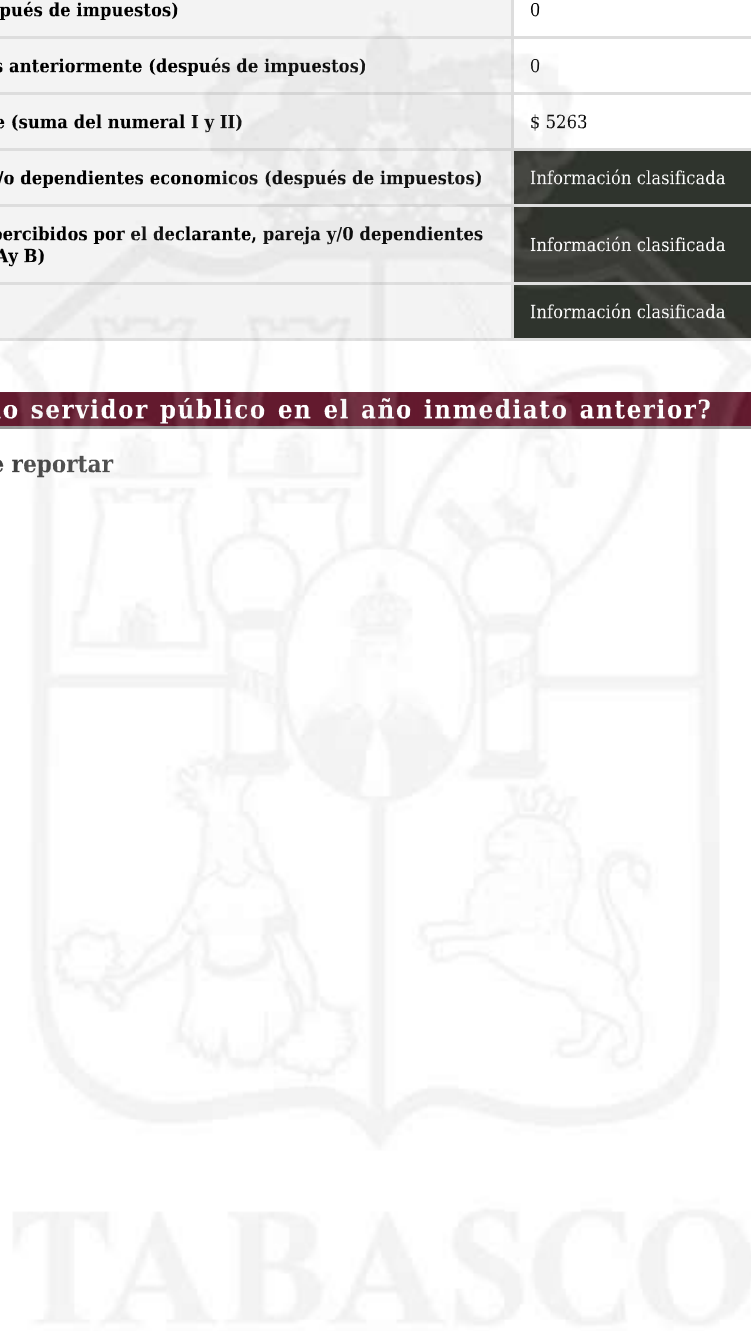 pués de impuestos)
0
s anteriormente (después de impuestos)
0
e (suma del numeral I y II)
$ 5263
/o dependientes economicos (después de impuestos)
Información clasificada
percibidos por el declarante, pareja y/0 dependientes
Ay B)
Información clasificada
Información clasificada
o servidor público en el año inmediato anterior?
e reportar
TABASCO